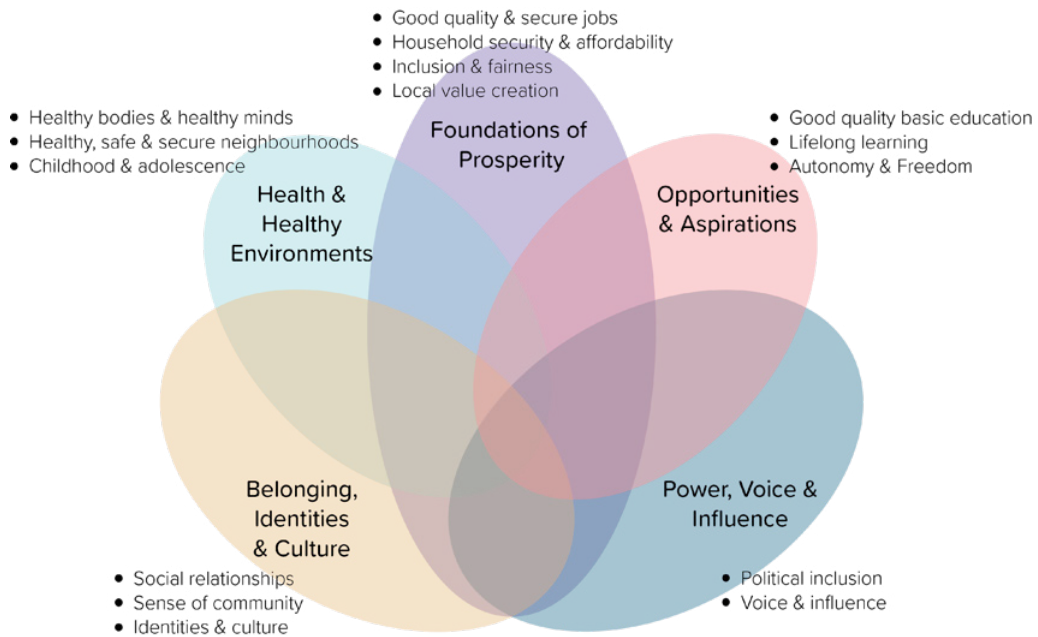 • Good quality & secure jobs
• Household security & affordability
• Inclusion & fairness
• Local value creation
Foundations of
Prosperity
• Healthy bodies & healthy minds
• Healthy, safe & secure neighbourhoods
• Childhood & adolescence
Health &
Healthy
Environments
• Good quality basic education
• Lifelong learning
• Autonomy & Freedom
Opportunities
& Aspirations
Belonging,
Identities
& Culture
• Social relationships
• Sense of community
• Identities & culture
Power, Voice &
Influence
• Political inclusion
• Voice & influence